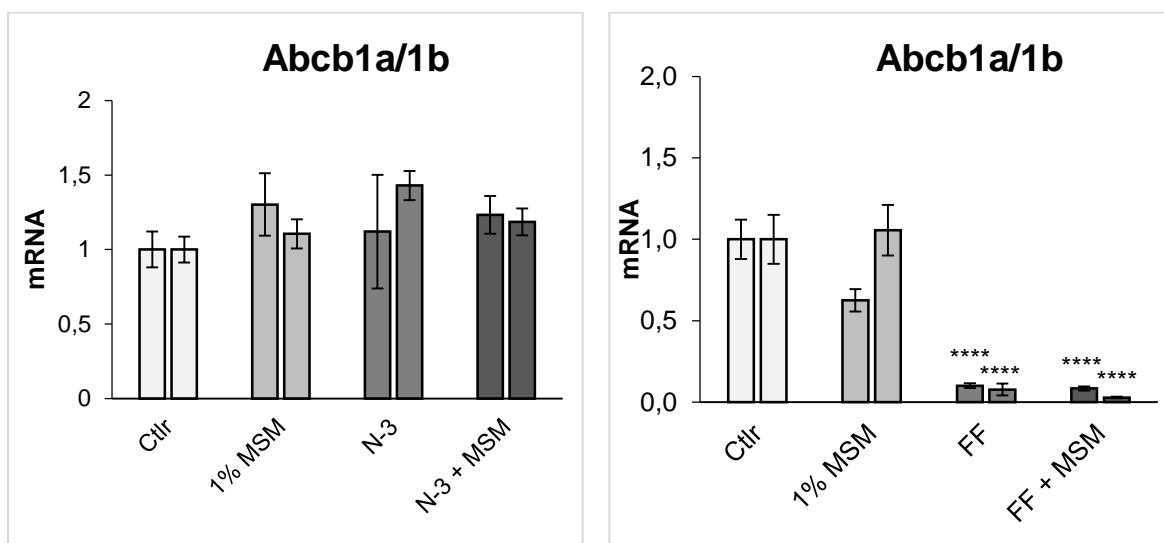 Abcb1a/1b
2
1,5
1
0,5
0
mRNA
Ctlr
1% MSM
N-3
N-3 + MSM
Abcb1a/1b
2,0
1,5
1,0
0,5
0,0
mRNA
****
****
****
****
Ctlr
1% MSM
FF
FF + MSM